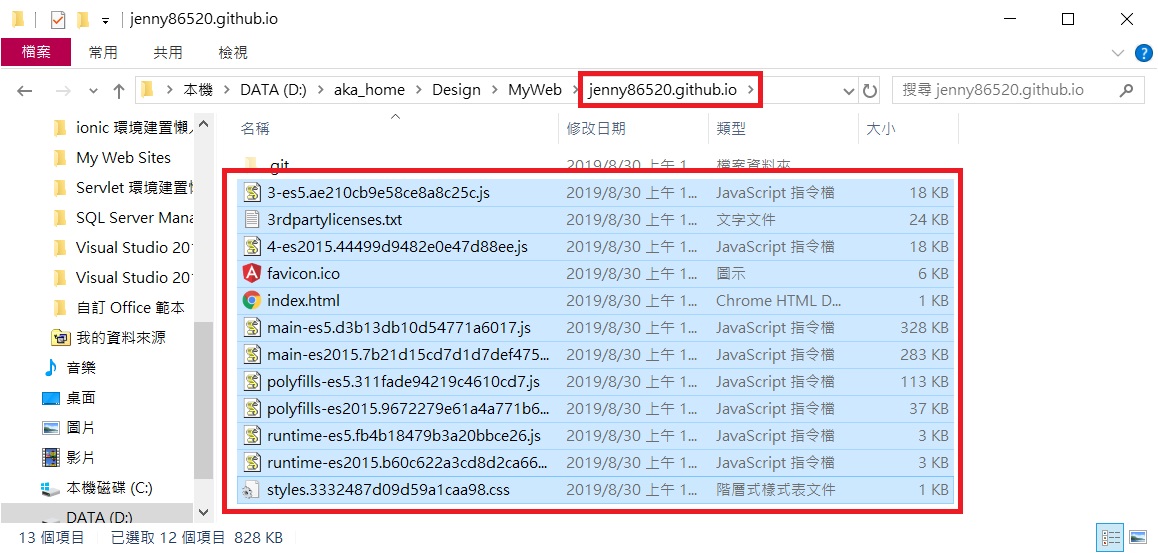 jenny86520.github.io
檔案 常用 共用 檢視
本機 DATA (D:) aka_home Design MyWeb jenny86520.github.io 搜尋 jenny86520.github.io
名稱 修改日期 類型 大小
ionic 環境建置懶人
My Web Sites
Servlet 環境建置懶
SQL Server Mana
Visual Studio 20
Visual Studio 20
自訂 Office 範本
我的資料來源
音樂
桌面
圖片
影片
本機磁碟 (C:)
DATA (D:)
.git 2019/8/30 上午 1... 檔案資料夾
3-es5.ae210cb9e58ce8a8c25c.js 2019/8/30 上午 1... JavaScript 指令檔 18 KB
3rdpartylicenses.txt 2019/8/30 上午 1... 文字文件 24 KB
4-es2015.44499d9482e0e47d88ee.js 2019/8/30 上午 1... JavaScript 指令檔 18 KB
favicon.ico 2019/8/30 上午 1... 圖示 6 KB
index.html 2019/8/30 上午 1... Chrome HTML D... 1 KB
main-es5.d3b13db10d54771a6017.js 2019/8/30 上午 1... JavaScript 指令檔 328 KB
main-es2015.7b21d15cd7d1d7def475... 2019/8/30 上午 1... JavaScript 指令檔 283 KB
polyfills-es5.311fade94219c4610cd7.js 2019/8/30 上午 1... JavaScript 指令檔 113 KB
polyfills-es2015.9672279e61a4a771b6... 2019/8/30 上午 1... JavaScript 指令檔 37 KB
runtime-es5.fb4b18479b3a20bbce26.js 2019/8/30 上午 1... JavaScript 指令檔 3 KB
runtime-es2015.b60c622a3cd8d2ca66... 2019/8/30 上午 1... JavaScript 指令檔 3 KB
styles.3332487d09d59a1caa98.css 2019/8/30 上午 1... 階層式樣式表文件 1 KB
13 個項目 已選取 12 個項目 828 KB